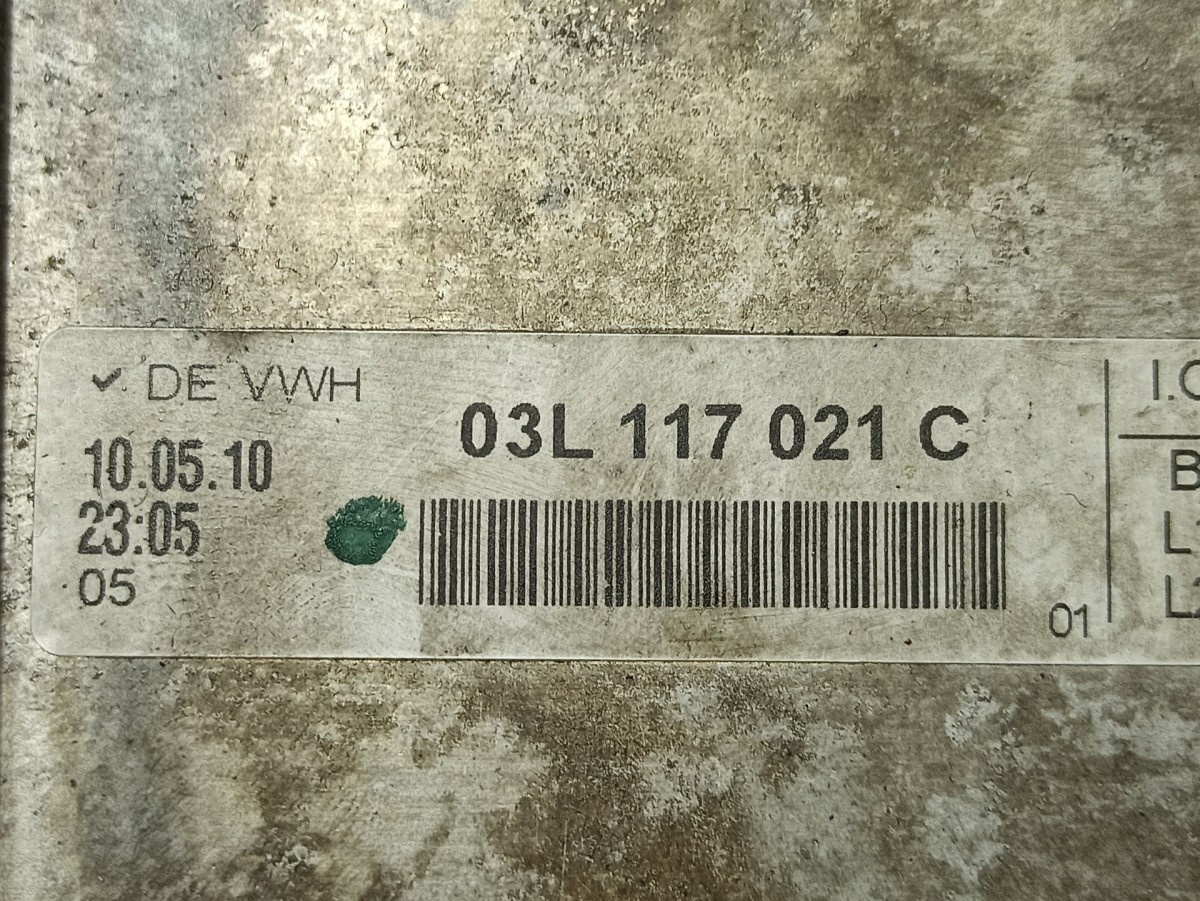 ✓ DE VWH
03L 117 021 C
10.05.10
23:05
05
01
I.
B
L
L